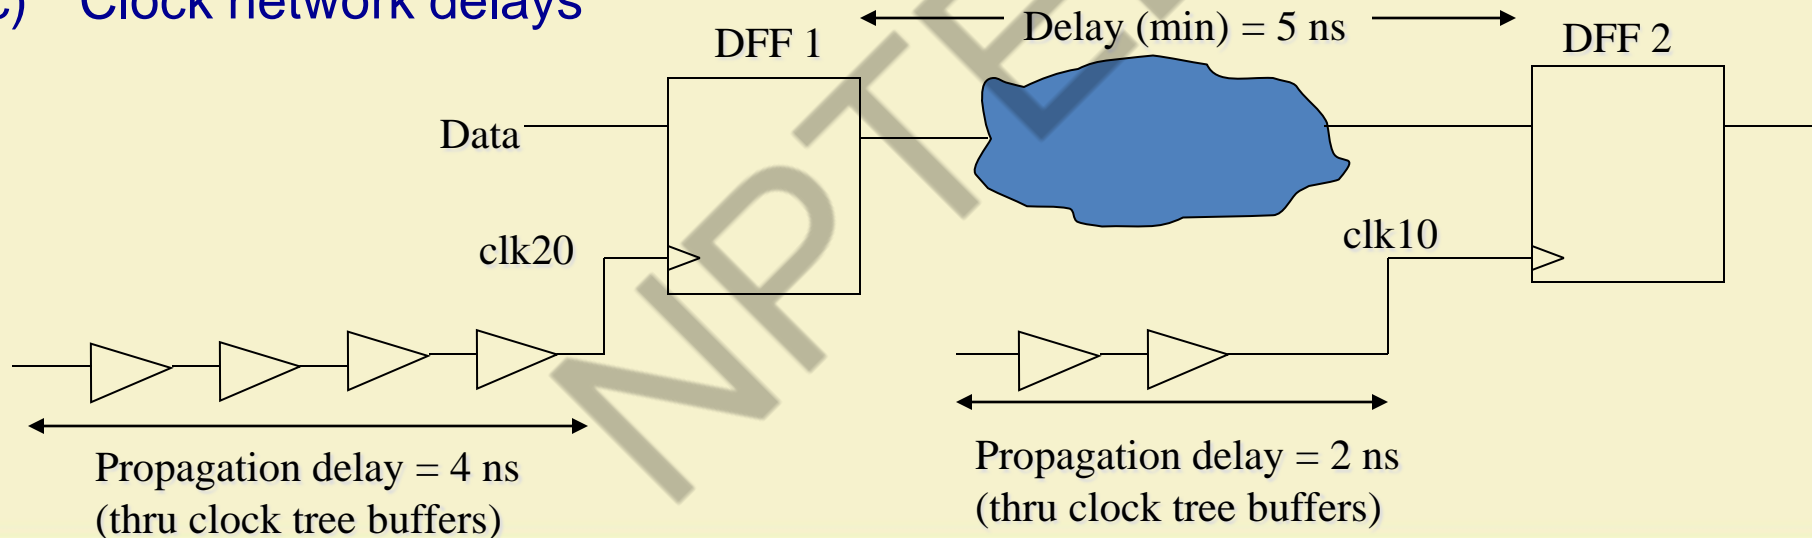 c) Clock network delays
DFF 1
Delay (min) = 5 ns
DFF 2
Data
clk20
clk10
Propagation delay = 4 ns
(thru clock tree buffers)
Propagation delay = 2 ns
(thru clock tree buffers)
NPTE